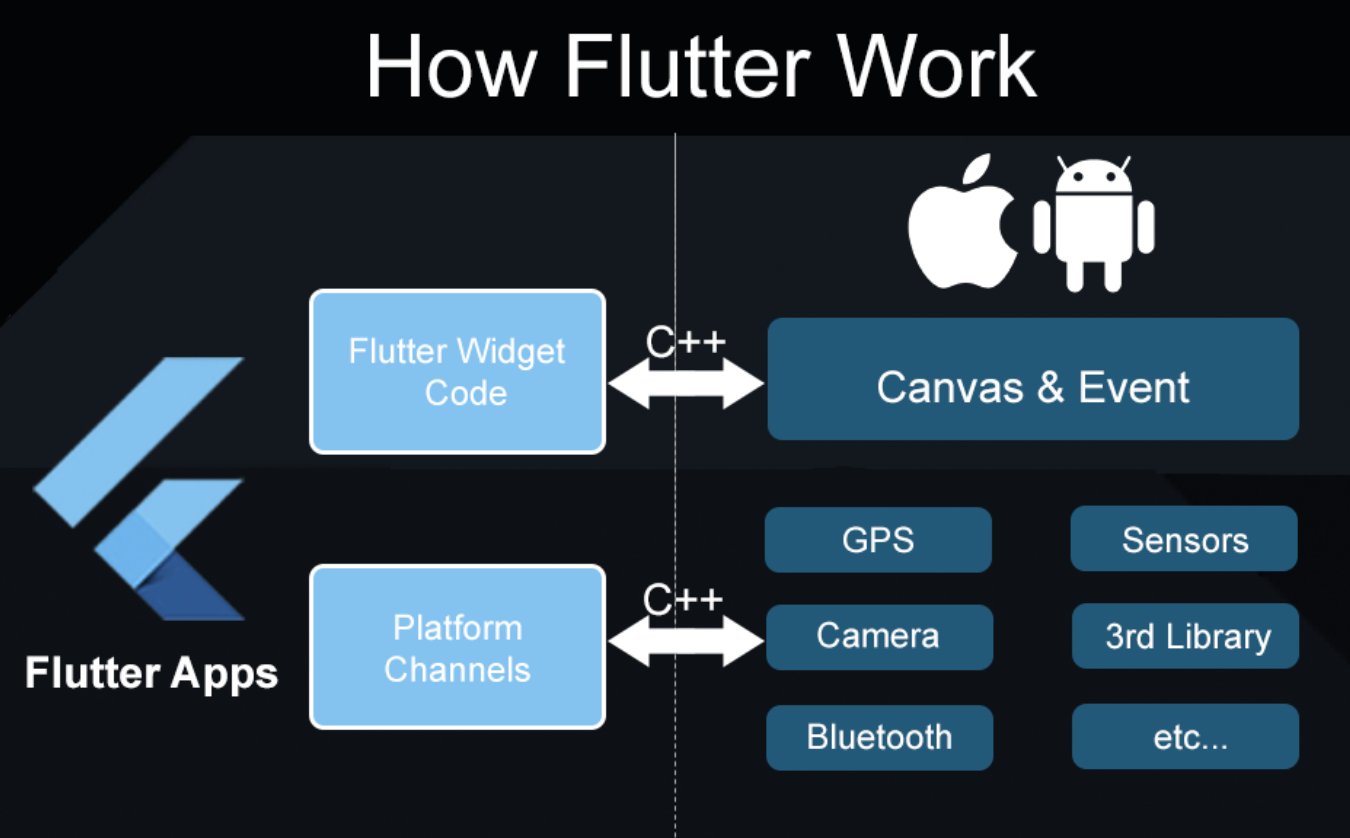 How Flutter Work
Flutter Widget
Code
C++
Canvas & Event
Flutter Apps
Platform
Channels
C++
GPS
Sensors
Camera
3rd Library
Bluetooth
etc...